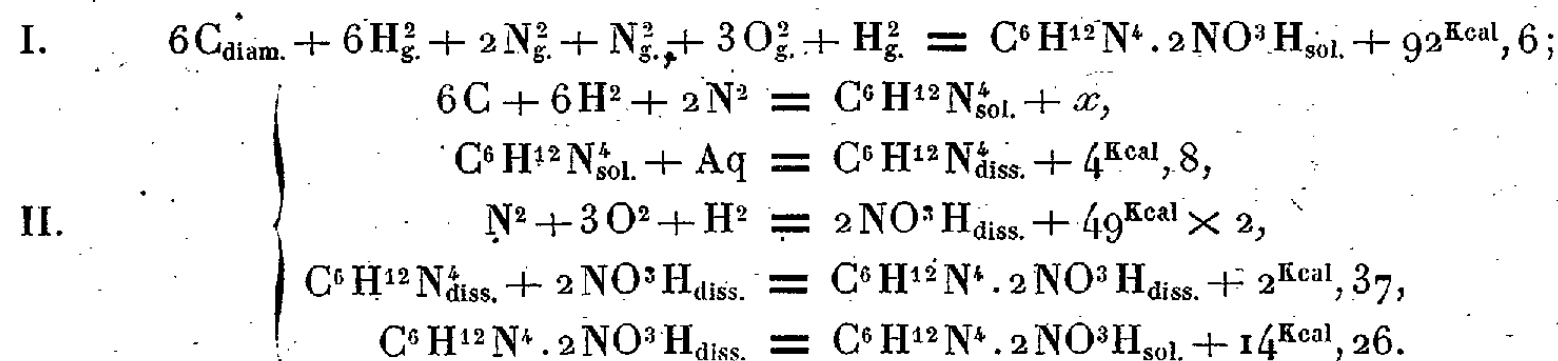 I. 6C_diam. + 6H²_g. + 2N²_g. + N²_g. + 3O²_g. + H²_g. = C⁶H¹²N⁴.2NO³H_sol. + 92^Kcal,6;
6C + 6H² + 2N² = C⁶H¹²N⁴_sol. + x,
C⁶H¹²N⁴_sol. + Aq = C⁶H¹²N⁴_diss. + 4^Kcal,8,
II. N² + 3O² + H² = 2NO³H_diss. + 49^Kcal × 2,
C⁶H¹²N⁴_diss. + 2NO³H_diss. = C⁶H¹²N⁴.2NO³H_diss. + 2^Kcal,37,
C⁶H¹²N⁴.2NO³H_diss. = C⁶H¹²N⁴.2NO³H_sol. + 14^Kcal,26.